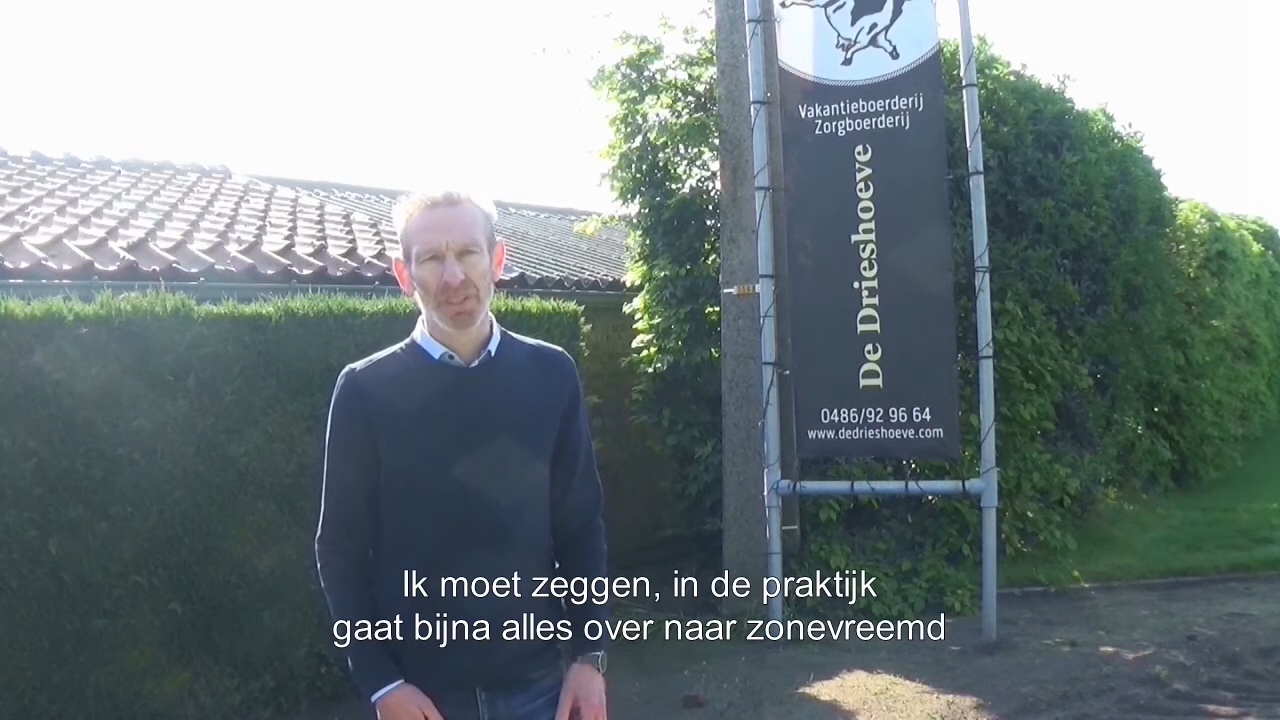 Vakantieboerderij
Zorgboerderij
De Drieshoeve
0486/92 96 64
www.dedrieshoeve.com
Ik moet zeggen, in de praktijk
gaat bijna alles over naar zonevreemd